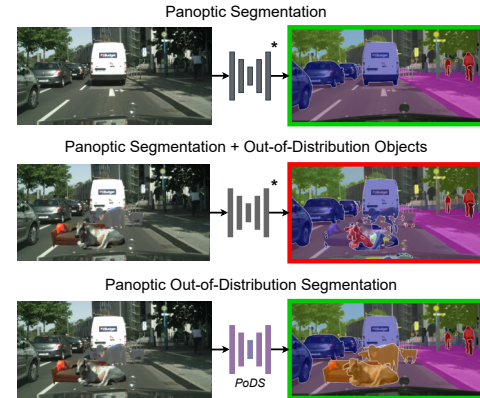 Panoptic Segmentation
*
Panoptic Segmentation + Out-of-Distribution Objects
*
Panoptic Out-of-Distribution Segmentation
PoDS